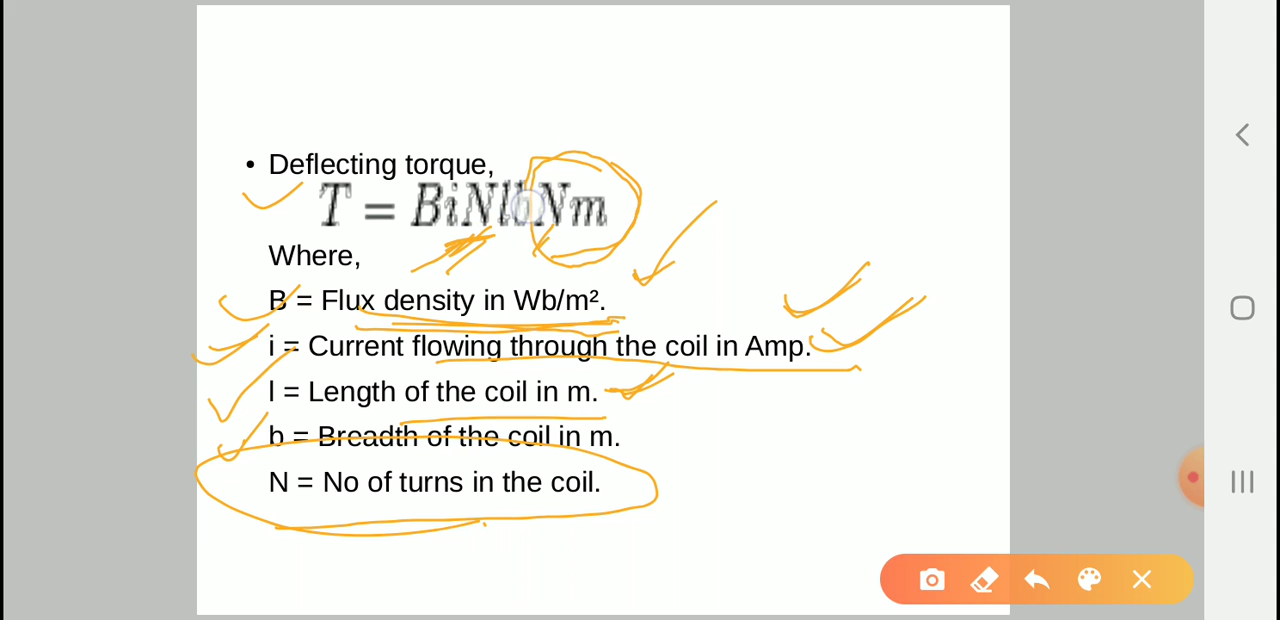 • Deflecting torque,
T = BiNlbNm
Where,
B = Flux density in Wb/m².
i = Current flowing through the coil in Amp.
l = Length of the coil in m.
b = Breadth of the coil in m.
N = No of turns in the coil.